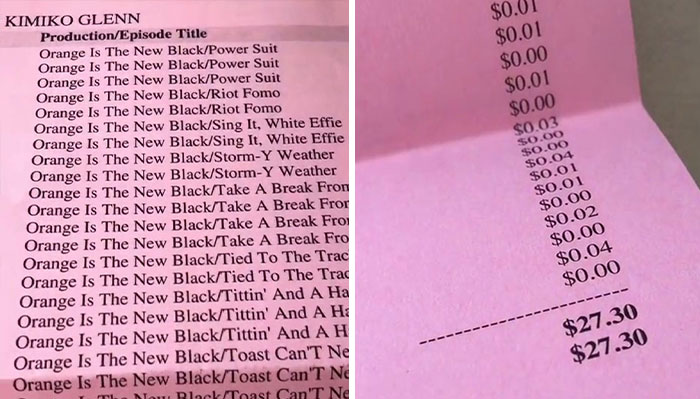 KIMIKO GLENN
Production/Episode Title
Orange Is The New Black/Power Suit
Orange Is The New Black/Power Suit
Orange Is The New Black/Power Suit
Orange Is The New Black/Riot Fomo
Orange Is The New Black/Riot Fomo
Orange Is The New Black/Sing It, White Effie
Orange Is The New Black/Sing It, White Effie
Orange Is The New Black/Storm-Y Weather
Orange Is The New Black/Storm-Y Weather
Orange Is The New Black/Take A Break From
Orange Is The New Black/Take A Break From
Orange Is The New Black/Take A Break Fro
Orange Is The New Black/Take A Break Fro
Orange Is The New Black/Tied To The Trac
Orange Is The New Black/Tied To The Trac
Orange Is The New Black/Tittin' And A Ha
Orange Is The New Black/Tittin' And A Ha
Orange Is The New Black/Tittin' And A H
Orange Is The New Black/Toast Can'T Ne
Orange Is The New Black/Toast Can'T Ne
The New Black/Toast Can'T Ne
$0.01
$0.01
$0.00
$0.01
$0.00
$0.03
$0.00
$0.00
$0.04
$0.01
$0.01
$0.00
$0.02
$0.00
$0.04
$0.00
$27.30
$27.30